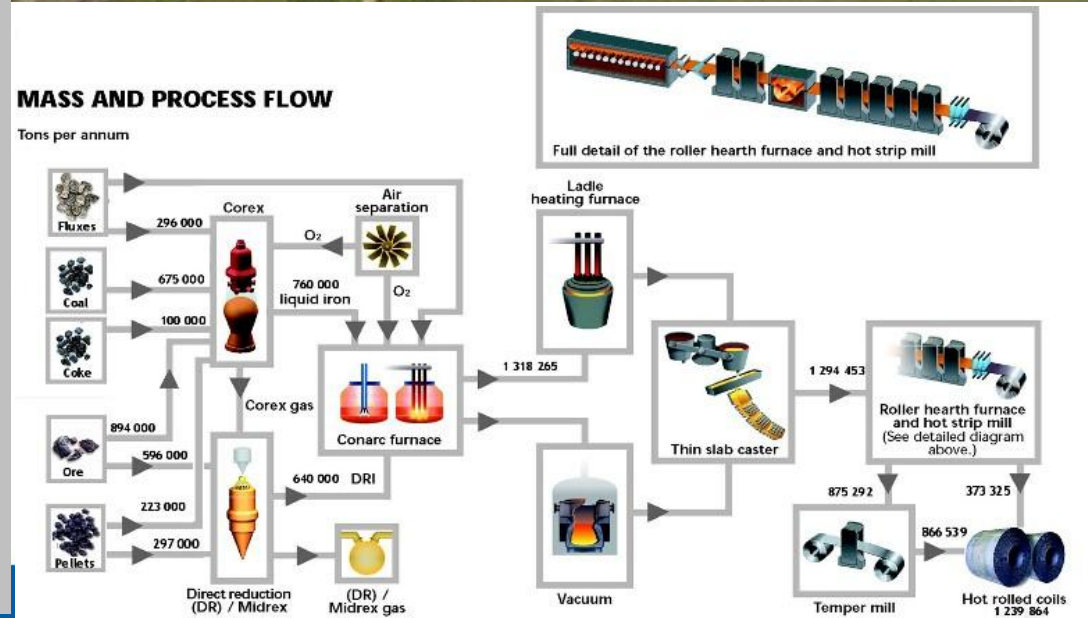 MASS AND PROCESS FLOW
Tons per annum
Full detail of the roller hearth furnace and hot strip mill
Fluxes
296 000
Coal
675 000
Coke
100 000
Ore
894 000
596 000
Pellets
223 000
297 000
Corex
Corex gas
Direct reduction
(DR) / Midrex
Air
separation
O₂
O₂
760 000
liquid iron
640 000 DRI
(DR) /
Midrex gas
Conarc furnace
1 318 265
Ladle
heating furnace
Vacuum
Thin slab caster
1 294 453
Roller hearth furnace
and hot strip mill
(See detailed diagram
above.)
875 292
373 325
Temper mill
866 539
Hot rolled coils
1 239 864